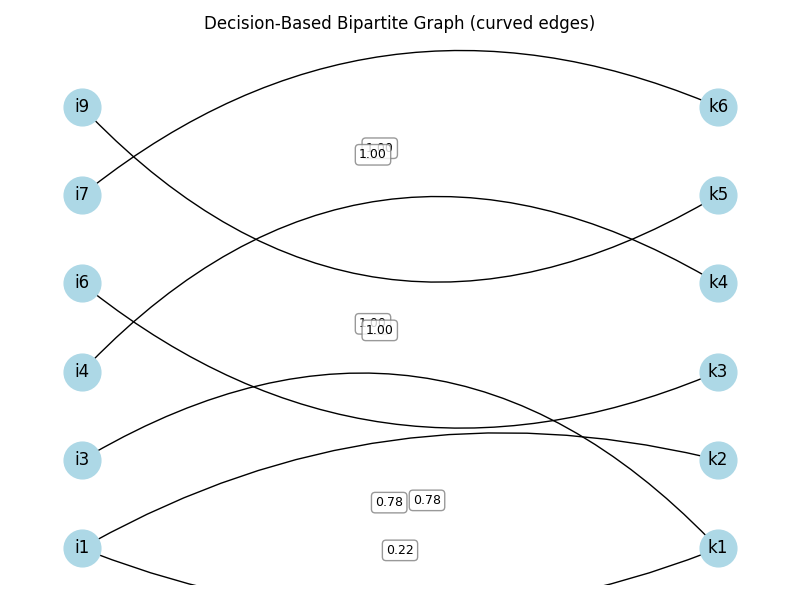 Decision-Based Bipartite Graph (curved edges)
i9
k6
1.00
1.00
i7
k5
i6
k4
1.00
1.00
i4
k3
i3
k2
0.78
0.78
i1
0.22
k1